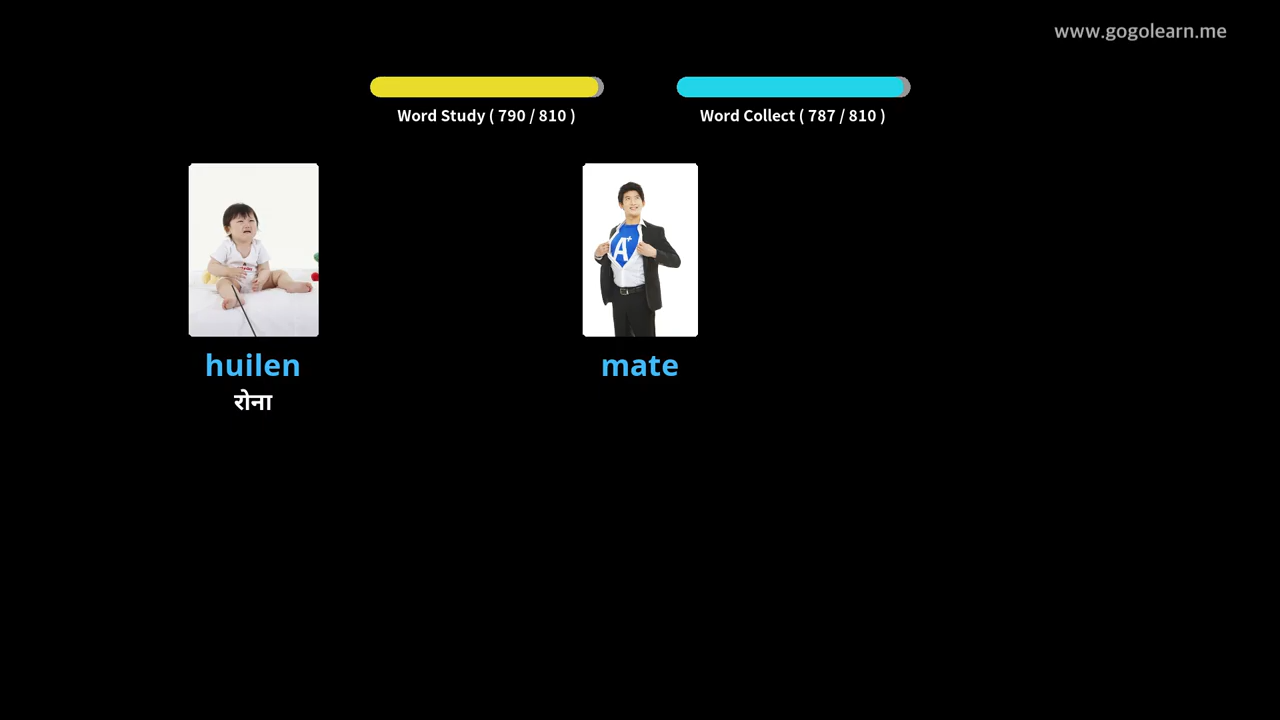 www.gogolearn.me
Word Study ( 790 / 810 )
Word Collect ( 787 / 810 )
A+
huilen
mate
रोना